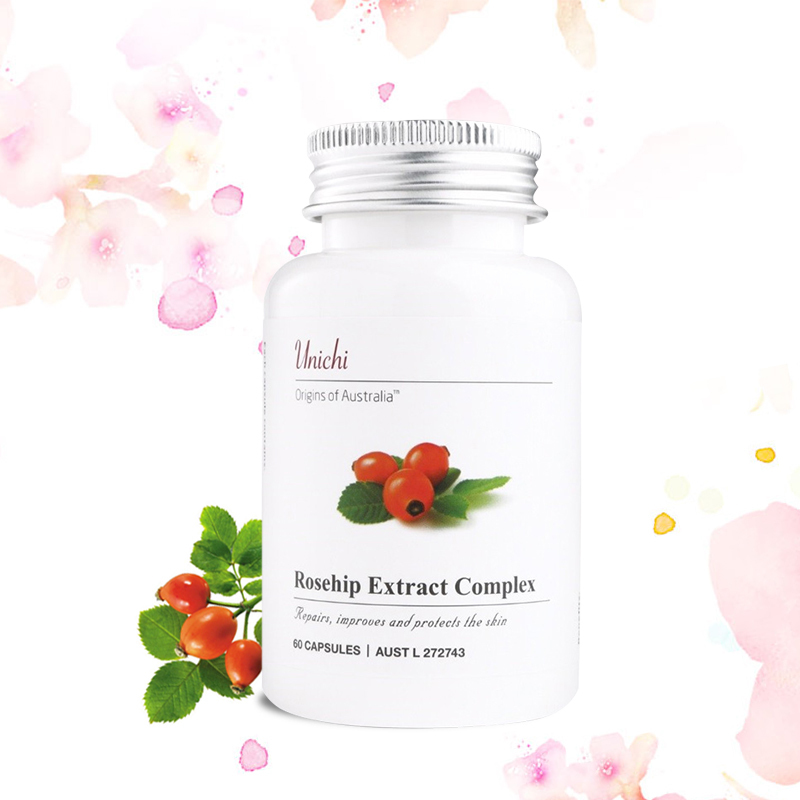 Unichi
Origins of Australia™
Rosehip Extract Complex
Repairs, improves and protects the skin
60 CAPSULES | AUST L 272743